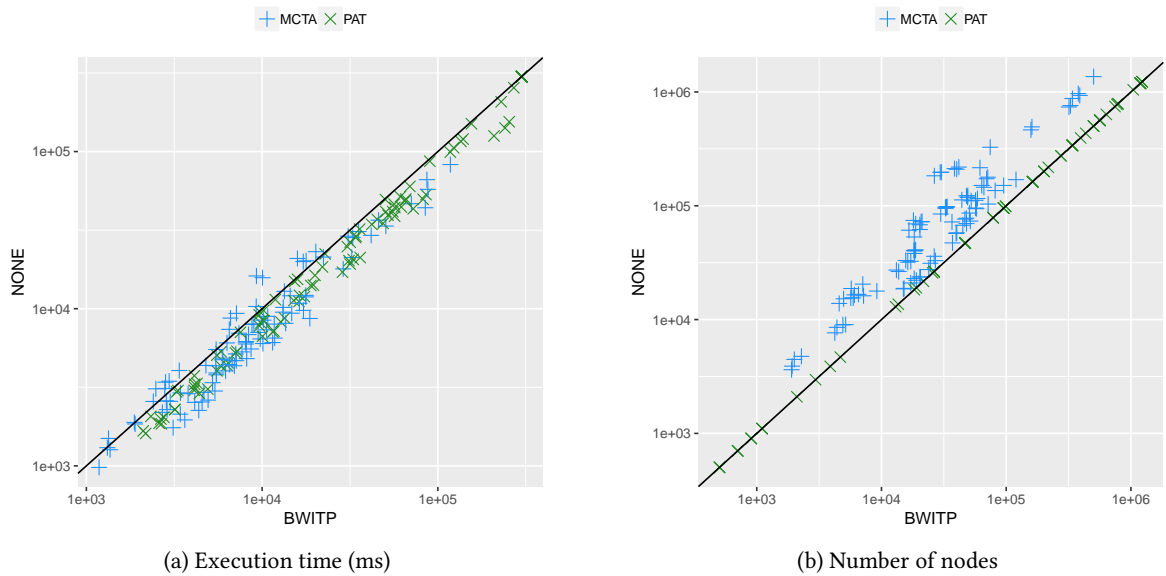 MCTA PAT
NONE
1e+05
1e+04
1e+03
1e+03 1e+04 1e+05
BWITP
(a) Execution time (ms)
MCTA PAT
NONE
1e+06
1e+05
1e+04
1e+03
1e+03 1e+04 1e+05 1e+06
BWITP
(b) Number of nodes